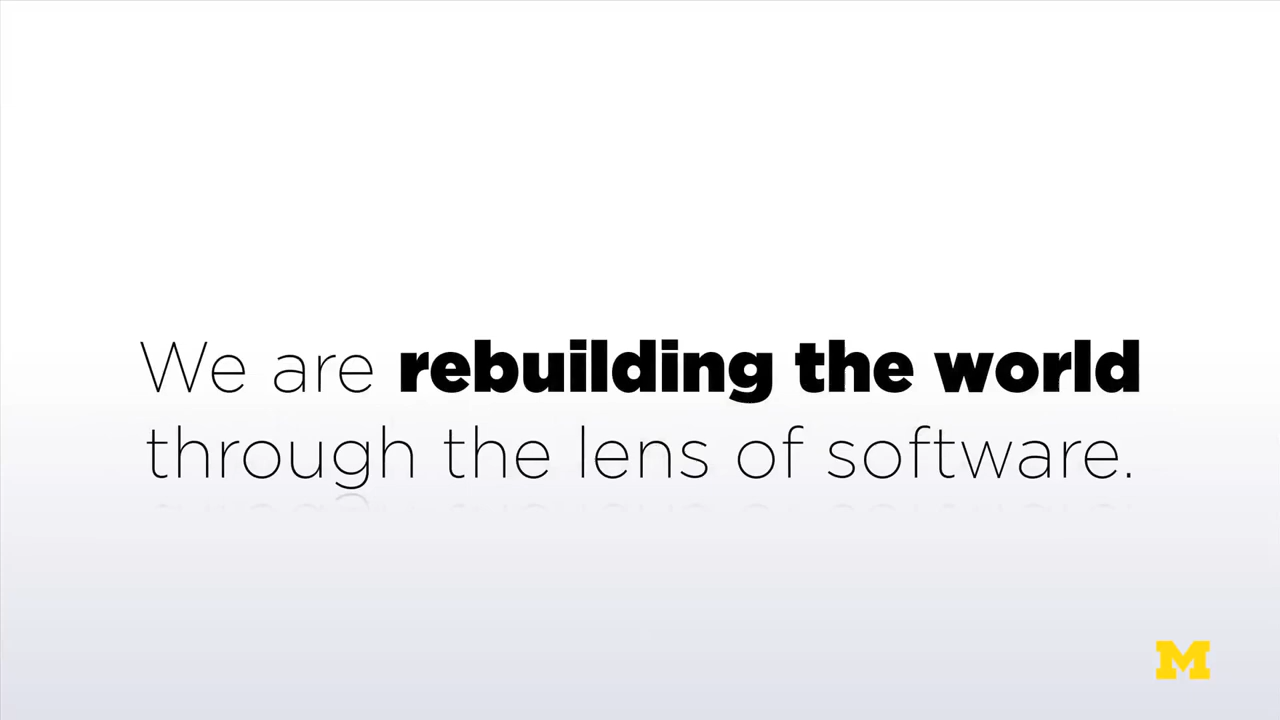 We are rebuilding the world
through the lens of software.
M